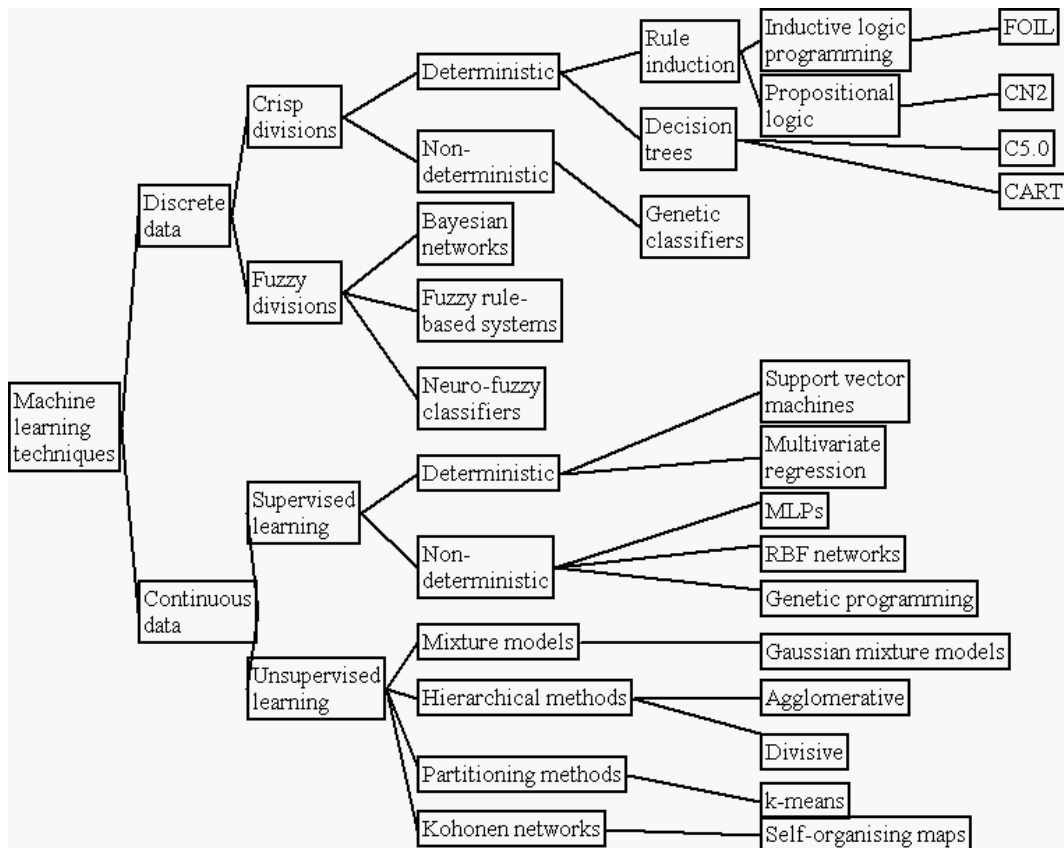 Machine
learning
techniques
Discrete
data
Continuous
data
Crisp
divisions
Fuzzy
divisions
Supervised
learning
Unsupervised
learning
Deterministic
Non-
deterministic
Bayesian
networks
Fuzzy rule-
based systems
Neuro-fuzzy
classifiers
Deterministic
Non-
deterministic
Mixture models
Hierarchical methods
Partitioning methods
Kohonen networks
Rule
induction
Decision
trees
Genetic
classifiers
Inductive logic
programming
Propositional
logic
Support vector
machines
Multivariate
regression
MLPs
RBF networks
Genetic programming
Gaussian mixture models
Agglomerative
Divisive
k-means
Self-organising maps
FOIL
CN2
C5.0
CART